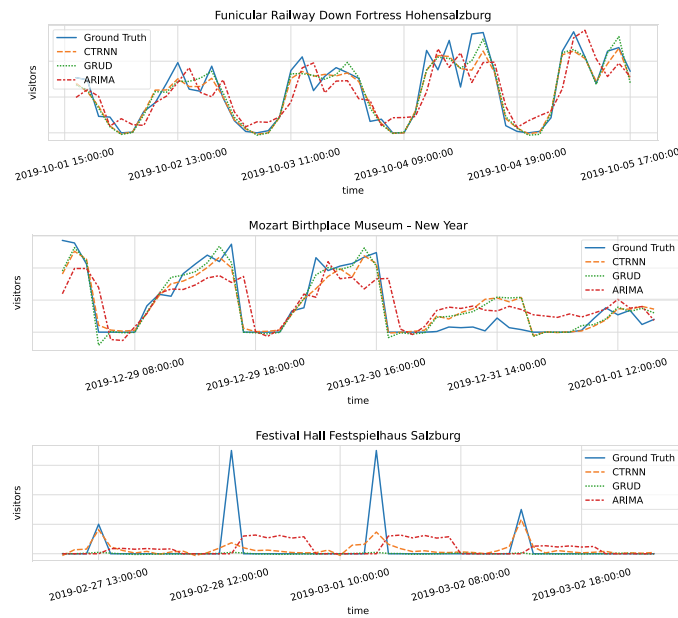 Funicular Railway Down Fortress Hohensalzburg
Ground Truth
CTRNN
GRUD
ARIMA
visitors
2019-10-01 15:00:00
2019-10-02 13:00:00
2019-10-03 11:00:00
2019-10-04 09:00:00
2019-10-04 19:00:00
2019-10-05 17:00:00
time
Mozart Birthplace Museum - New Year
Ground Truth
CTRNN
GRUD
ARIMA
visitors
2019-12-29 08:00:00
2019-12-29 18:00:00
2019-12-30 16:00:00
2019-12-31 14:00:00
2020-01-01 12:00:00
time
Festival Hall Festspielhaus Salzburg
Ground Truth
CTRNN
GRUD
ARIMA
visitors
2019-02-27 13:00:00
2019-02-28 12:00:00
2019-03-01 10:00:00
2019-03-02 08:00:00
2019-03-02 18:00:00
time